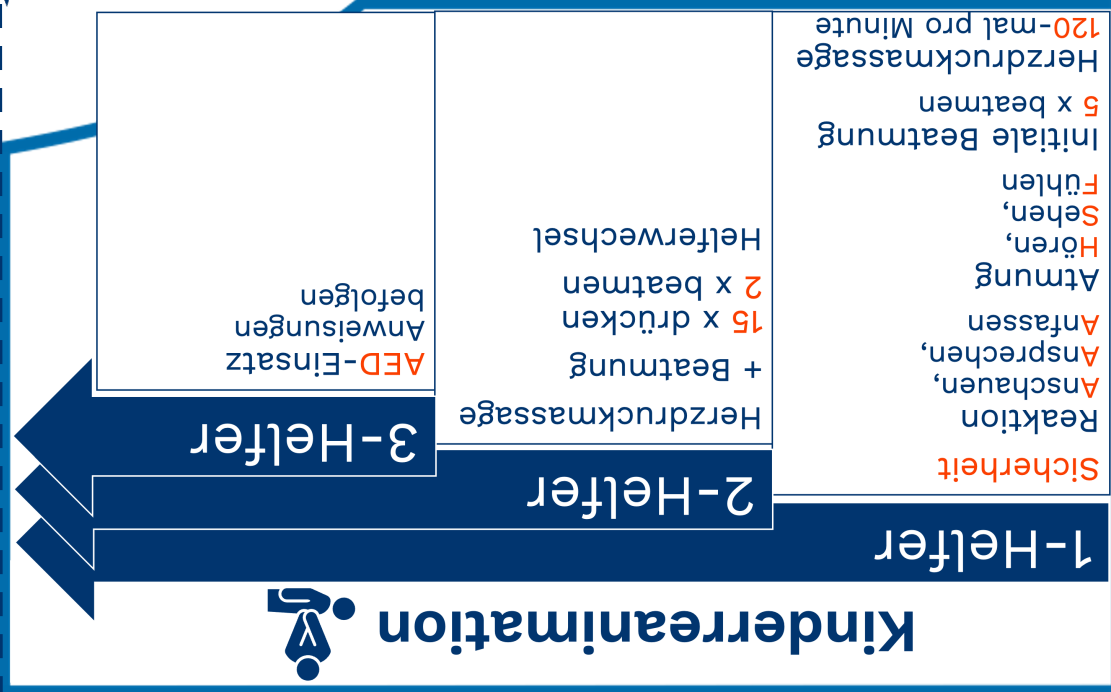 Kinderreanimation
1-Helfer
Sicherheit
Reaktion
Anschauen,
Ansprechen,
Anfassen
Atmung
Hören,
Sehen,
Fühlen
Initiale Beatmung
5 x beatmen
Herzdruckmassage
120-mal pro Minute
2-Helfer
Herzdruckmassage
+ Beatmung
15 x drücken
2 x beatmen
Helferwechsel
3-Helfer
AED-Einsatz
Anweisungen
befolgen